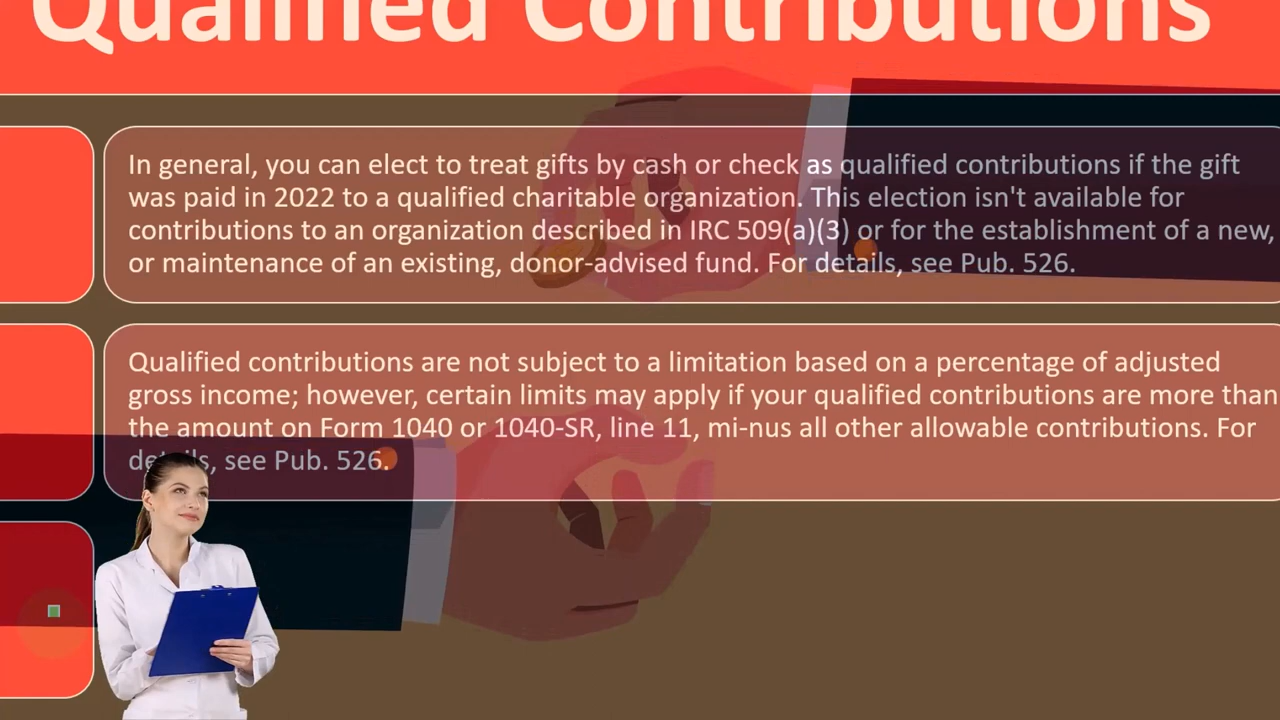 Qualified Contributions
In general, you can elect to treat gifts by cash or check as qualified contributions if the gift
was paid in 2022 to a qualified charitable organization. This election isn't available for
contributions to an organization described in IRC 509(a)(3) or for the establishment of a new,
or maintenance of an existing, donor-advised fund. For details, see Pub. 526.
Qualified contributions are not subject to a limitation based on a percentage of adjusted
gross income; however, certain limits may apply if your qualified contributions are more than
the amount on Form 1040 or 1040-SR, line 11, mi-nus all other allowable contributions. For
details, see Pub. 526.